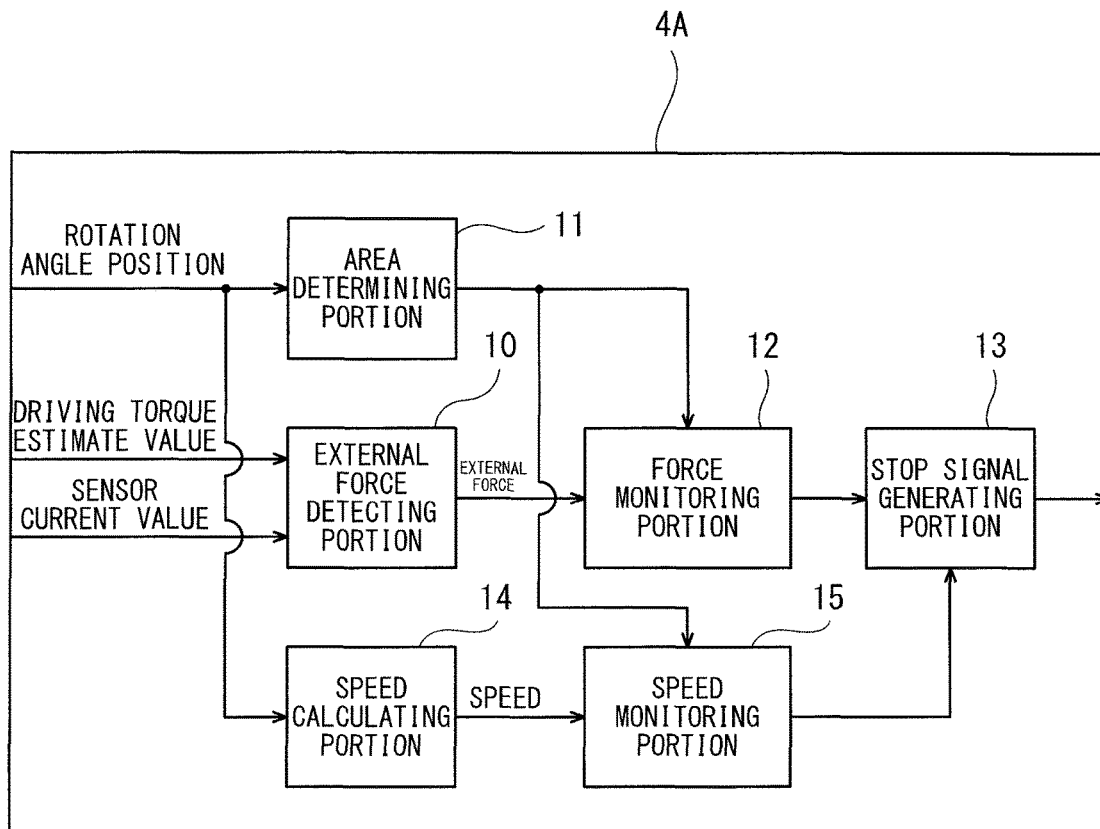 4A
ROTATION
ANGLE POSITION
11
AREA
DETERMINING
PORTION
10
12
13
DRIVING TORQUE
ESTIMATE VALUE
EXTERNAL
FORCE
DETECTING
PORTION
EXTERNAL
FORCE
FORCE
MONITORING
PORTION
STOP SIGNAL
GENERATING
PORTION
SENSOR
CURRENT VALUE
14
15
SPEED
CALCULATING
PORTION
SPEED
SPEED
MONITORING
PORTION